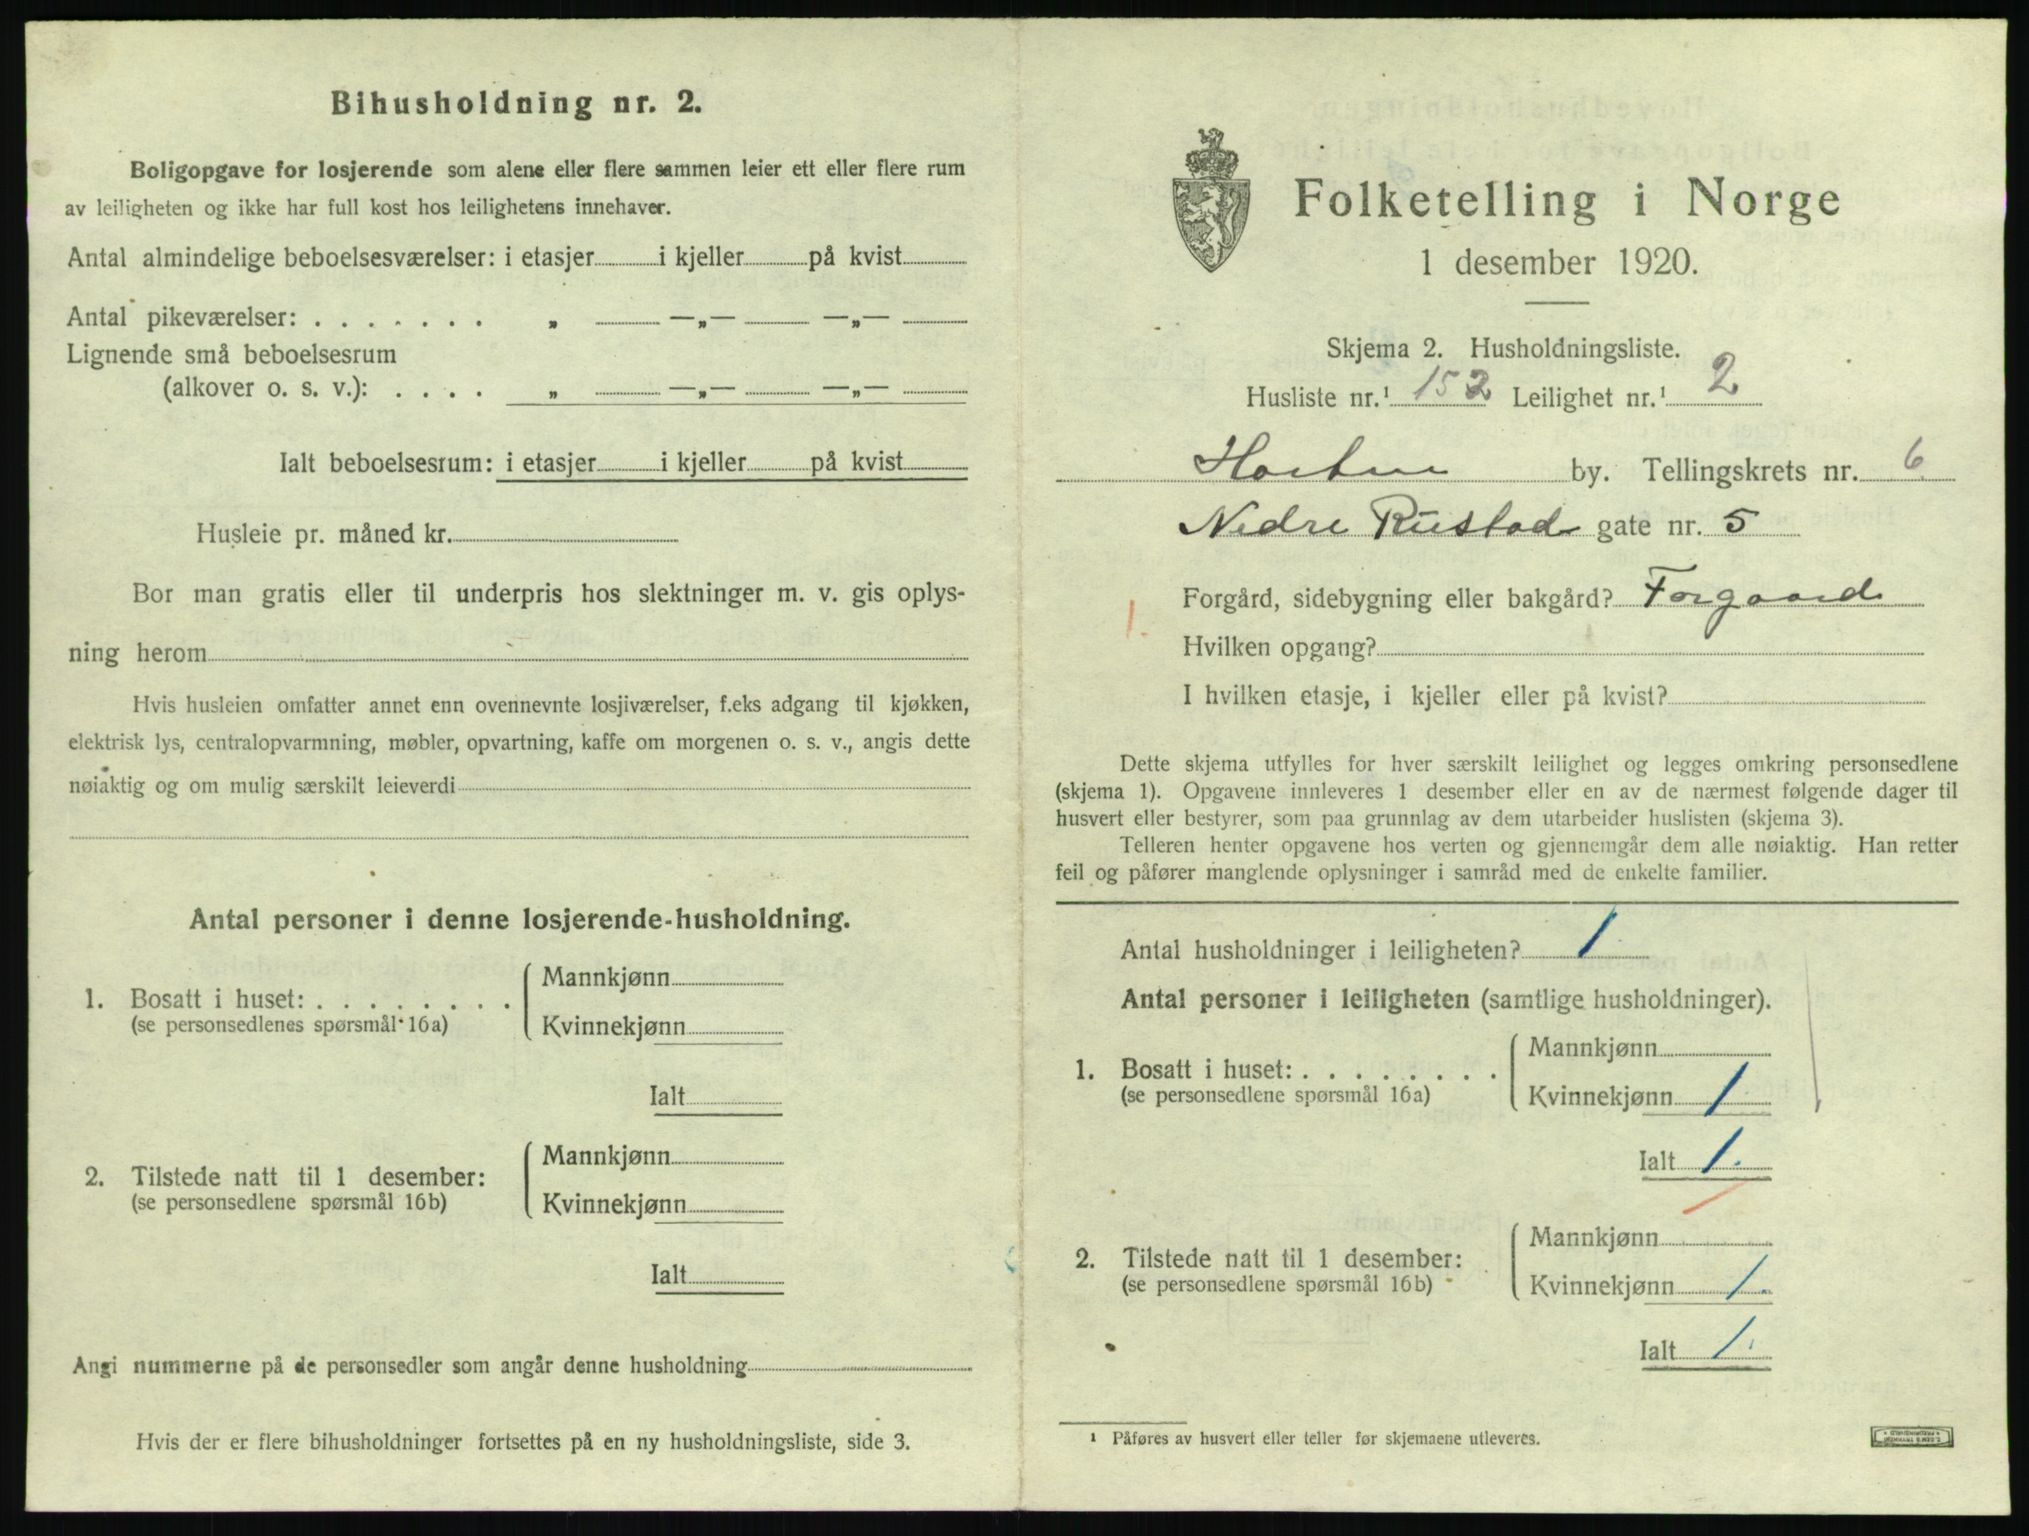 Bihusholdning nr. 2.
Boligopgave for losjerende som alene eller flere sammen leier ett eller flere rum
av leiligheten og ikke har full kost hos leilighetens innehaver.
Antal almindelige beboelsesværelser: i etasjer i kjeller på kvist
Antal pikeværelser: . . . . . . . „ —„— —„—
Lignende små beboelsesrum
(alkover o. s. v.): . . . . „ —„— —„—
Ialt beboelsesrum: i etasjer i kjeller på kvist
Husleie pr. måned kr.
Bor man gratis eller til underpris hos slektninger m. v. gis oplys-
ning herom
Hvis husleien omfatter annet enn ovennevnte losjiværelser, f.eks adgang til kjøkken,
elektrisk lys, centralopvarmning, møbler, opvartning, kaffe om morgenen o. s. v., angis dette
nøiaktig og om mulig særskilt leieverdi
Antal personer i denne losjerende-husholdning.
1. Bosatt i huset: . . . . . . . .
(se personsedlenes spørsmål 16a)
Mannkjønn
Kvinnekjønn
Ialt
2. Tilstede natt til 1 desember:
(se personsedlene spørsmål 16b)
Mannkjønn
Kvinnekjønn
Ialt
Angi nummerne på de personsedler som angår denne husholdning
Hvis der er flere bihusholdninger fortsettes på en ny husholdningsliste, side 3.
Folketelling i Norge
1 desember 1920.
Skjema 2. Husholdningsliste.
Husliste nr.¹ 152 Leilighet nr.¹ 2
Horten by. Tellingskrets nr. 6
Nedre Rustad gate nr. 5
1. Forgård, sidebygning eller bakgård? Forgaard
Hvilken opgang?
I hvilken etasje, i kjeller eller på kvist?
Dette skjema utfylles for hver særskilt leilighet og legges omkring personsedlene
(skjema 1). Opgavene innleveres 1 desember eller en av de nærmest følgende dager til
husvert eller bestyrer, som paa grunnlag av dem utarbeider huslisten (skjema 3).
Telleren henter opgavene hos verten og gjennemgår dem alle nøiaktig. Han retter
feil og påfører manglende oplysninger i samråd med de enkelte familier.
Antal husholdninger i leiligheten? 1
Antal personer i leiligheten (samtlige husholdninger).
1. Bosatt i huset: . . . . . . . .
(se personsedlene spørsmål 16a)
Mannkjønn
Kvinnekjønn 1
Ialt 1.
2. Tilstede natt til 1 desember:
(se personsedlene spørsmål 16b)
Mannkjønn
Kvinnekjønn 1.
Ialt 1.
¹ Påføres av husvert eller teller før skjemaene utleveres.